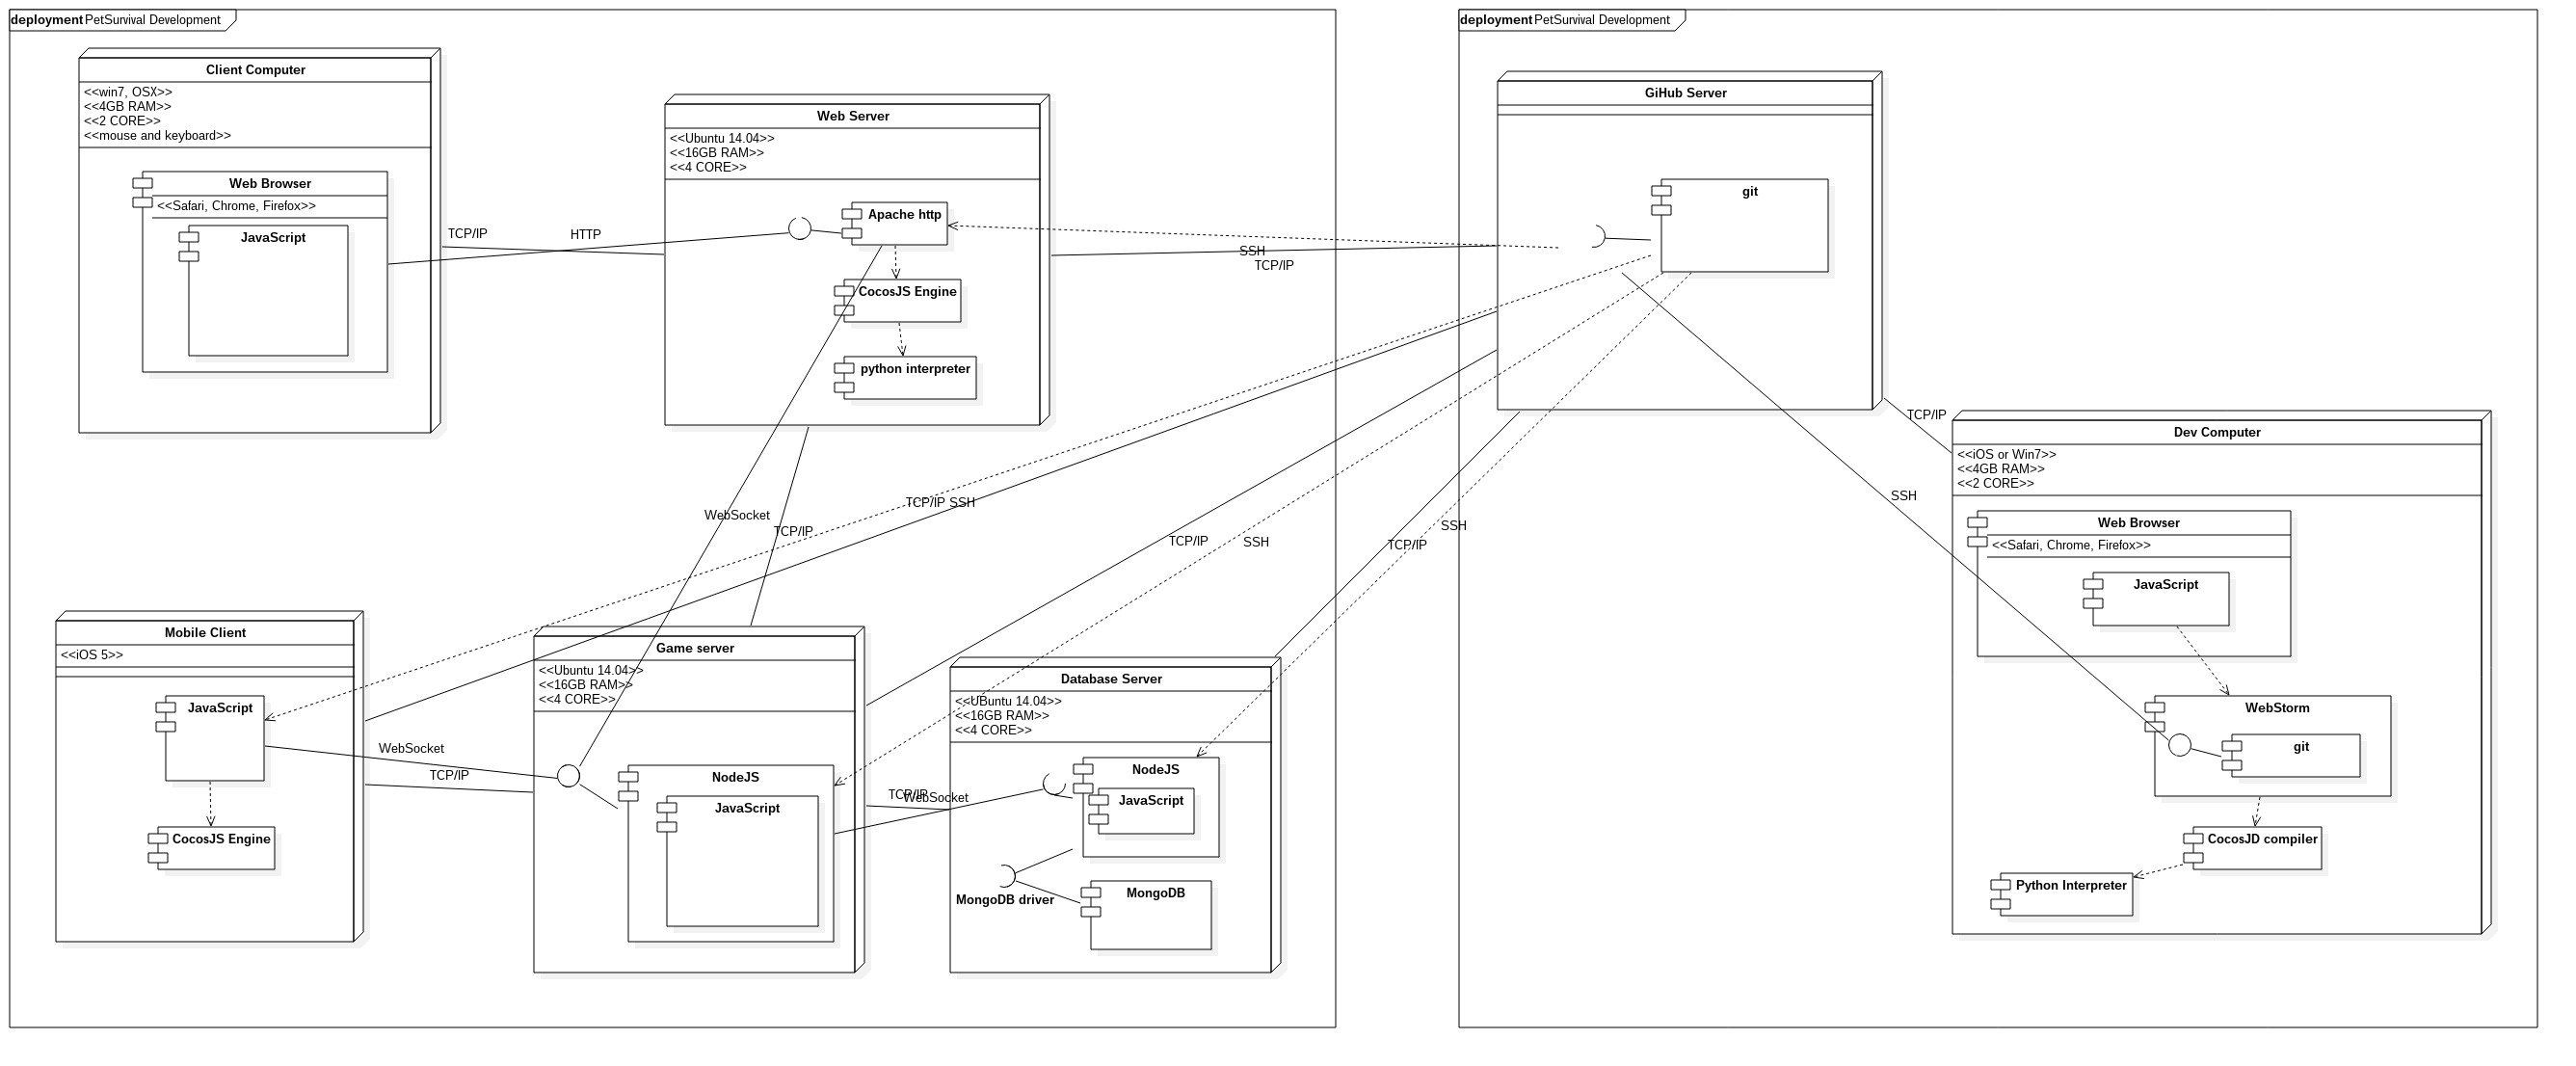 deployment PetSurvival Development
Client Computer
<<win7, OSX>>
<<4GB RAM>>
<<2 CORE>>
<<mouse and keyboard>>
Web Browser
<<Safari, Chrome, Firefox>>
JavaScript
TCP/IP
HTTP
Web Server
<<Ubuntu 14.04>>
<<16GB RAM>>
<<4 CORE>>
Apache http
CocosJS Engine
python interpreter
SSH
TCP/IP
WebSocket
TCP/IP
TCP/IP SSH
TCP/IP
SSH
TCP/IP
SSH
Mobile Client
<<iOS 5>>
JavaScript
CocosJS Engine
WebSocket
TCP/IP
Game server
<<Ubuntu 14.04>>
<<16GB RAM>>
<<4 CORE>>
NodeJS
JavaScript
TCP/IP
WebSocket
Database Server
<<UBuntu 14.04>>
<<16GB RAM>>
<<4 CORE>>
NodeJS
JavaScript
MongoDB driver
MongoDB
deployment PetSurvival Development
GiHub Server
git
TCP/IP
SSH
Dev Computer
<<iOS or Win7>>
<<4GB RAM>>
<<2 CORE>>
Web Browser
<<Safari, Chrome, Firefox>>
JavaScript
WebStorm
git
CocosJD compiler
Python Interpreter